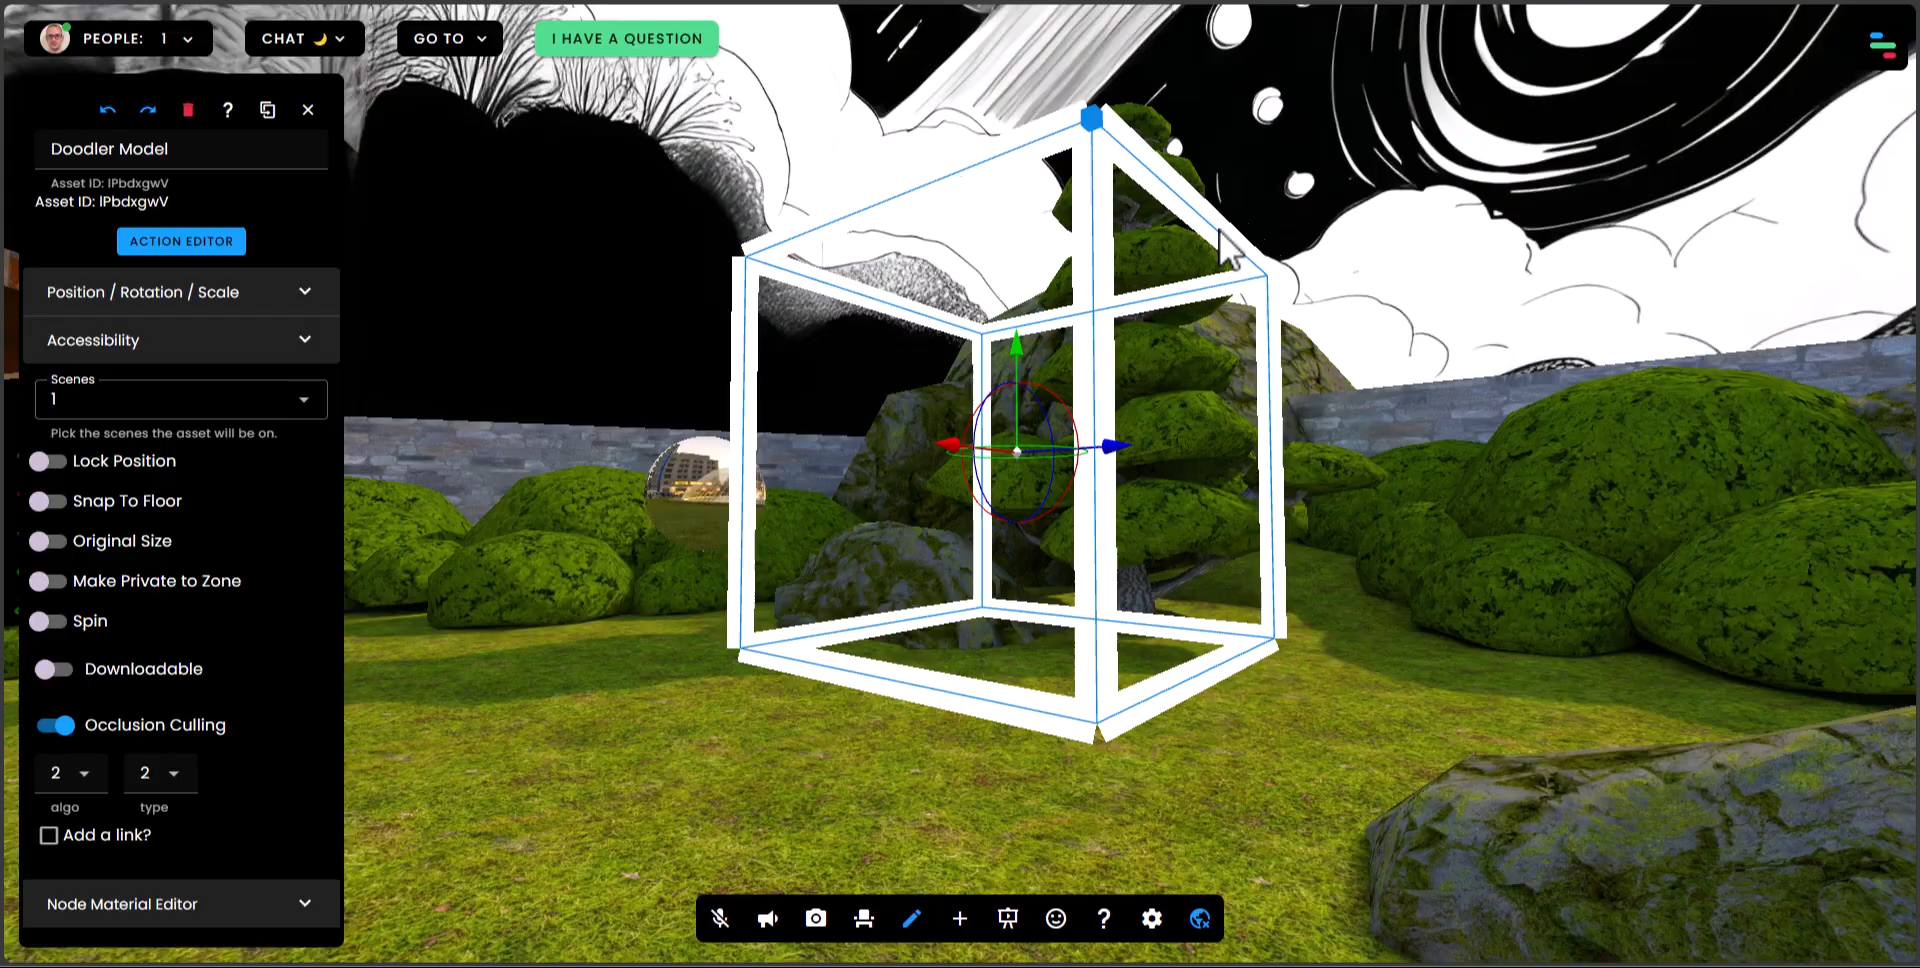 PEOPLE: 1
CHAT
GO TO
I HAVE A QUESTION
?
Doodler Model
Asset ID: lPbdxgwV
Asset ID: lPbdxgwV
ACTION EDITOR
Position / Rotation / Scale
Accessibility
Scenes
1
Pick the scenes the asset will be on.
Lock Position
Snap To Floor
Original Size
Make Private to Zone
Spin
Downloadable
Occlusion Culling
2 2
algo type
Add a link?
Node Material Editor
?